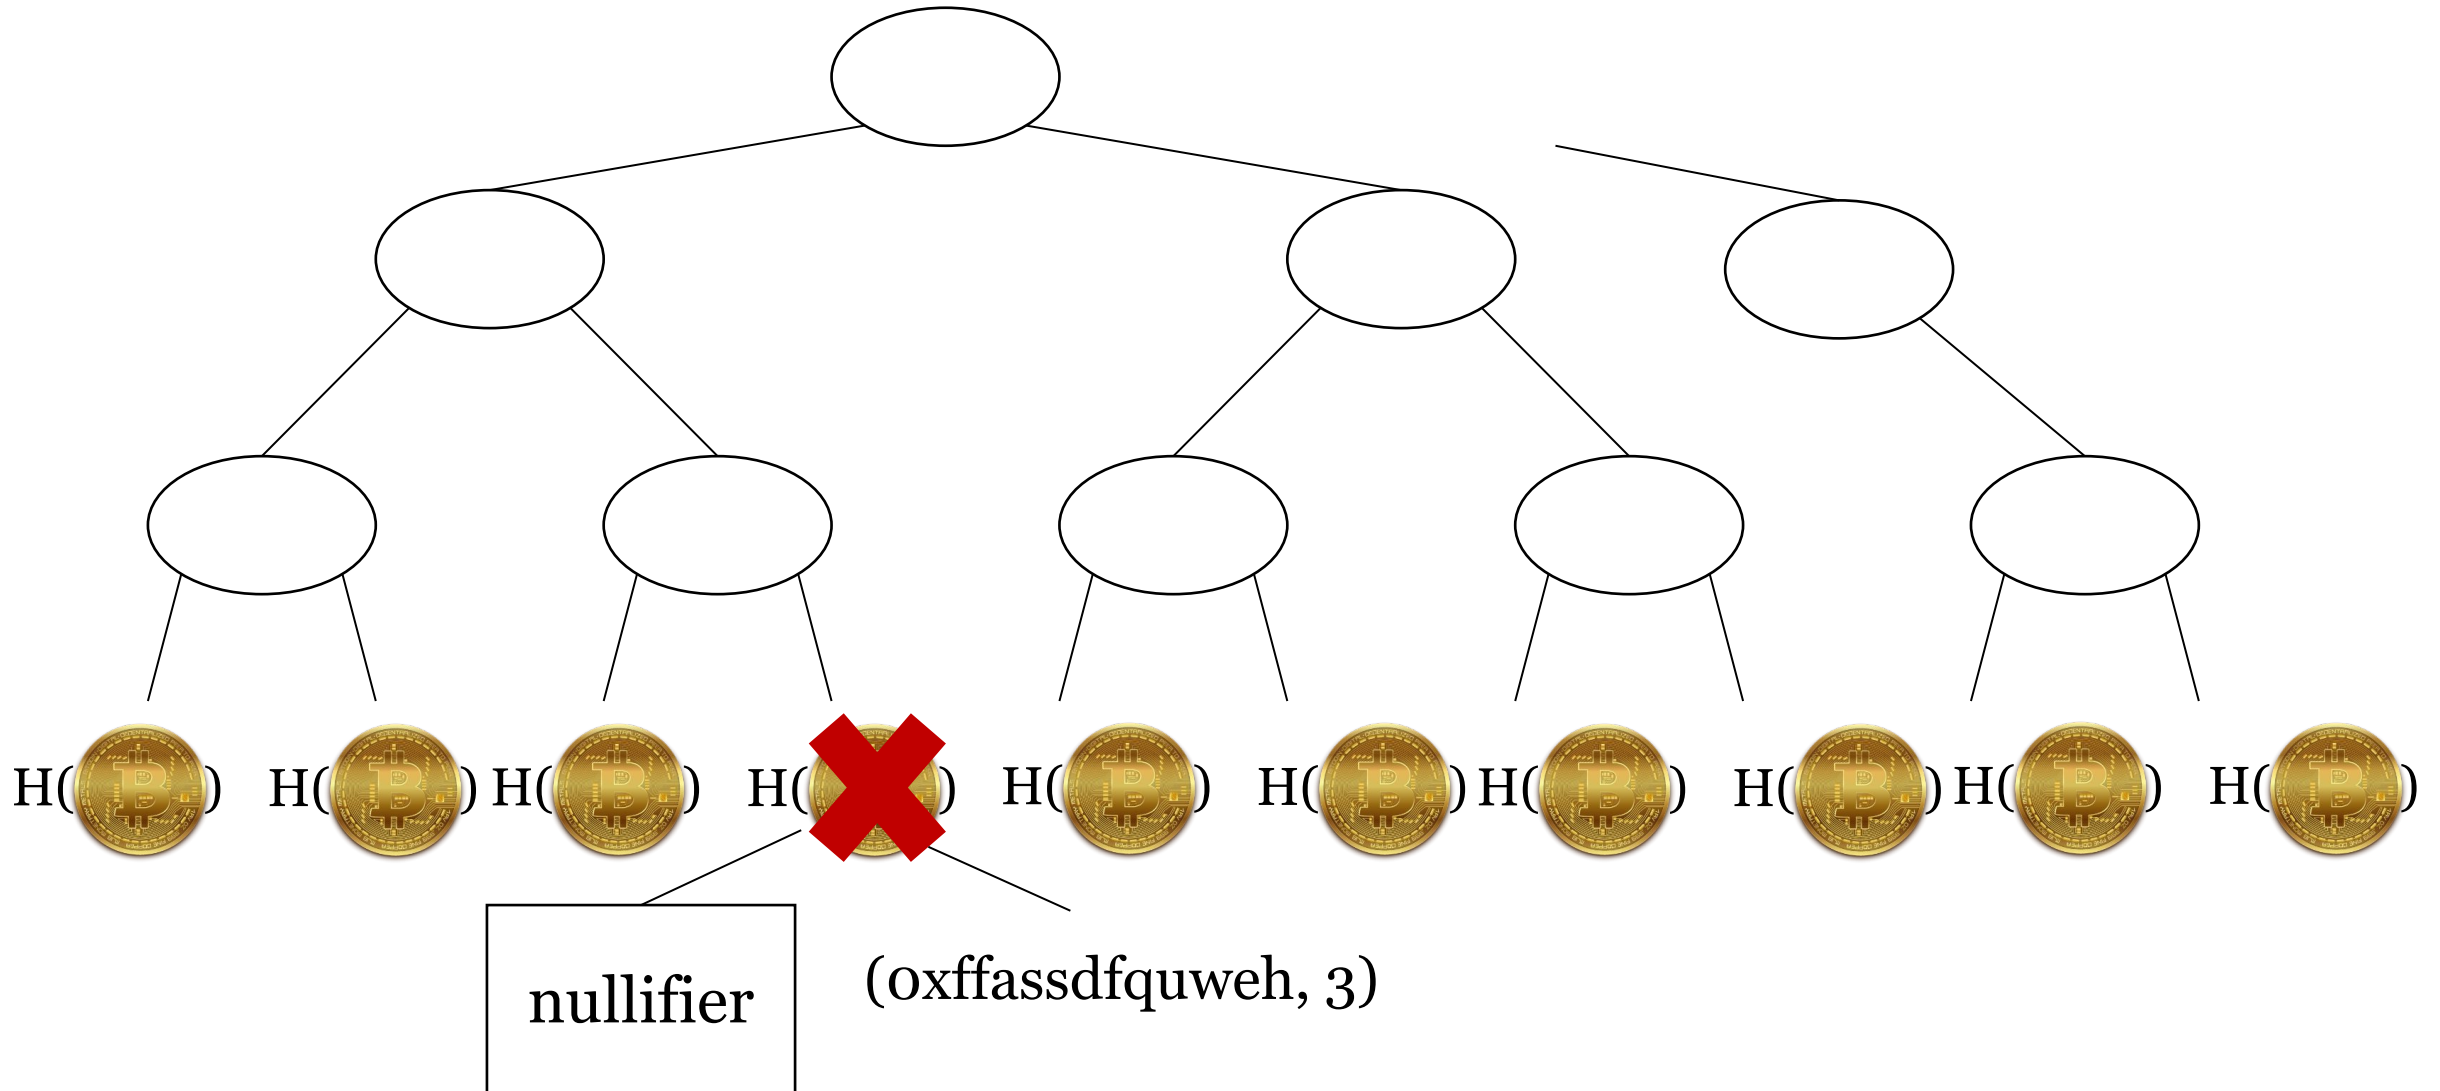 H( ) H( ) H( ) H( ) H( ) H( ) H( ) H( ) H( ) H( )
nullifier
(0xffassdfquweh, 3)